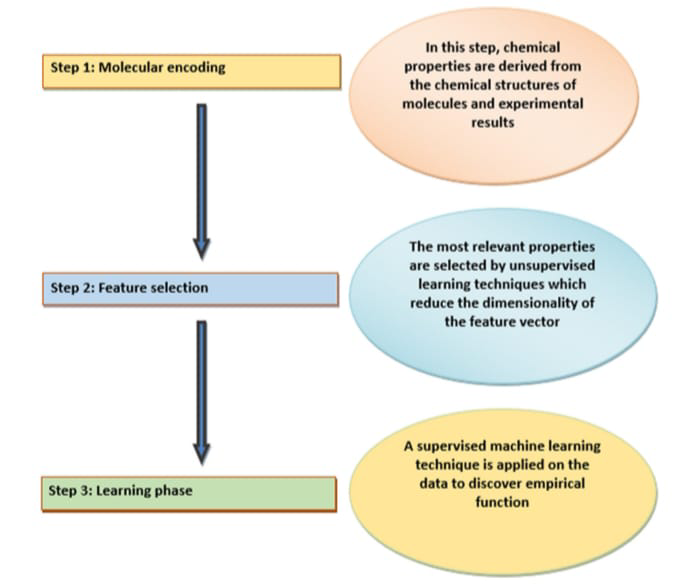 Step 1: Molecular encoding
In this step, chemical
properties are derived from
the chemical structures of
molecules and experimental
results
Step 2: Feature selection
The most relevant properties
are selected by unsupervised
learning techniques which
reduce the dimensionality of
the feature vector
Step 3: Learning phase
A supervised machine learning
technique is applied on the
data to discover empirical
function